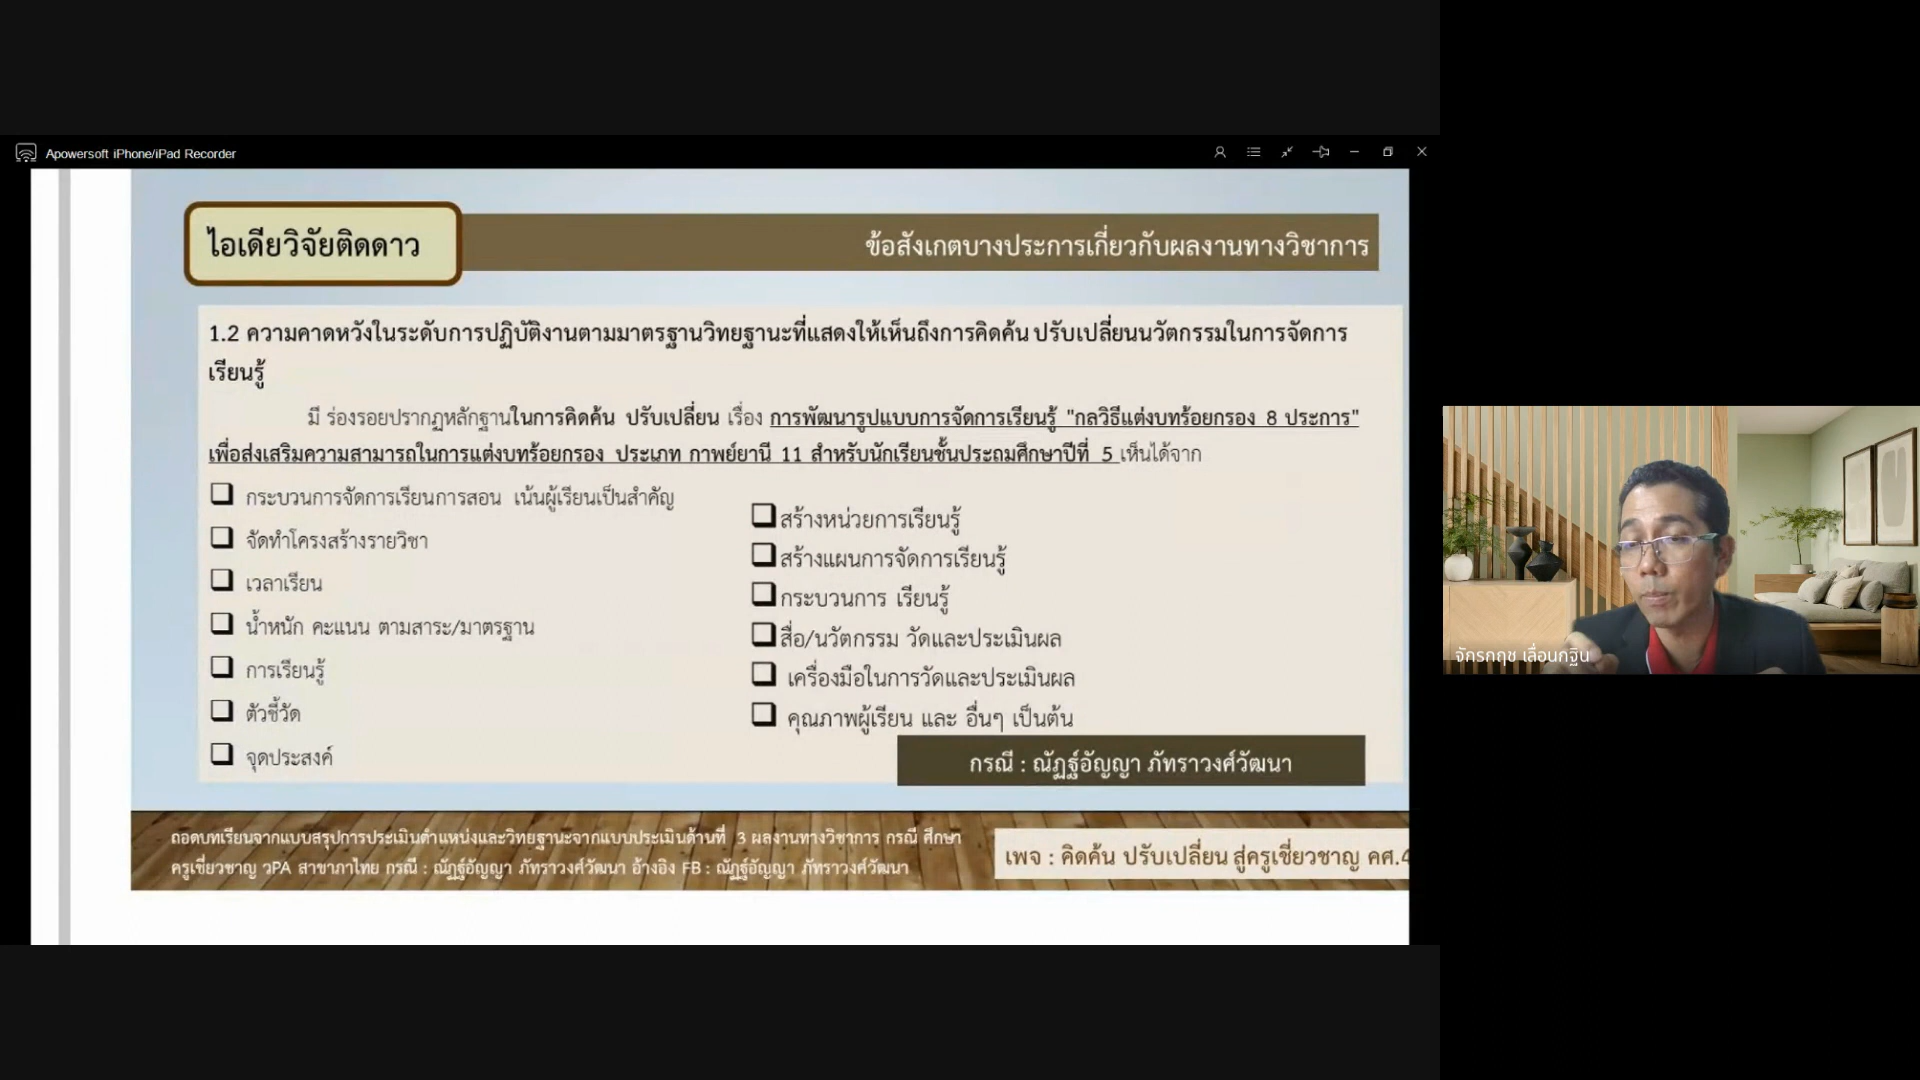 Apowersoft iPhone/iPad Recorder
ไอเดียวิจัยติดดาว
ข้อสังเกตบางประการเกี่ยวกับผลงานทางวิชาการ
1.2 ความคาดหวังในระดับการปฏิบัติงานตามมาตรฐานวิทยฐานะที่แสดงให้เห็นถึงการคิดค้น ปรับเปลี่ยนนวัตกรรมในการจัดการ
เรียนรู้
มี ร่องรอยปรากฏหลักฐานในการคิดค้น ปรับเปลี่ยน เรื่อง การพัฒนารูปแบบการจัดการเรียนรู้ "กลวิธีแต่งบทร้อยกรอง 8 ประการ"
เพื่อส่งเสริมความสามารถในการแต่งบทร้อยกรอง ประเภท กาพย์ยานี 11 สำหรับนักเรียนชั้นประถมศึกษาปีที่ 5 เห็นได้จาก
กระบวนการจัดการเรียนการสอน เน้นผู้เรียนเป็นสำคัญ
จัดทำโครงสร้างรายวิชา
เวลาเรียน
น้ำหนัก คะแนน ตามสาระ/มาตรฐาน
การเรียนรู้
ตัวชี้วัด
จุดประสงค์
สร้างหน่วยการเรียนรู้
สร้างแผนการจัดการเรียนรู้
กระบวนการ เรียนรู้
สื่อ/นวัตกรรม วัดและประเมินผล
เครื่องมือในการวัดและประเมินผล
คุณภาพผู้เรียน และ อื่นๆ เป็นต้น
กรณี : ณัฏฐ์อัญญา ภัทราวงศ์วัฒนา
ถอดบทเรียนจากแบบสรุปการประเมินตำแหน่งและวิทยฐานะจากแบบประเมินด้านที่ 3 ผลงานทางวิชาการ กรณี ศึกษา
ครูเชี่ยวชาญ วPA สาขาภาไทย กรณี : ณัฏฐ์อัญญา ภัทราวงศ์วัฒนา อ้างอิง FB : ณัฏฐ์อัญญา ภัทราวงศ์วัฒนา
เพจ : คิดค้น ปรับเปลี่ยน สู่ครูเชี่ยวชาญ คศ.4
จักรกฤช เลื่อนกฐิน